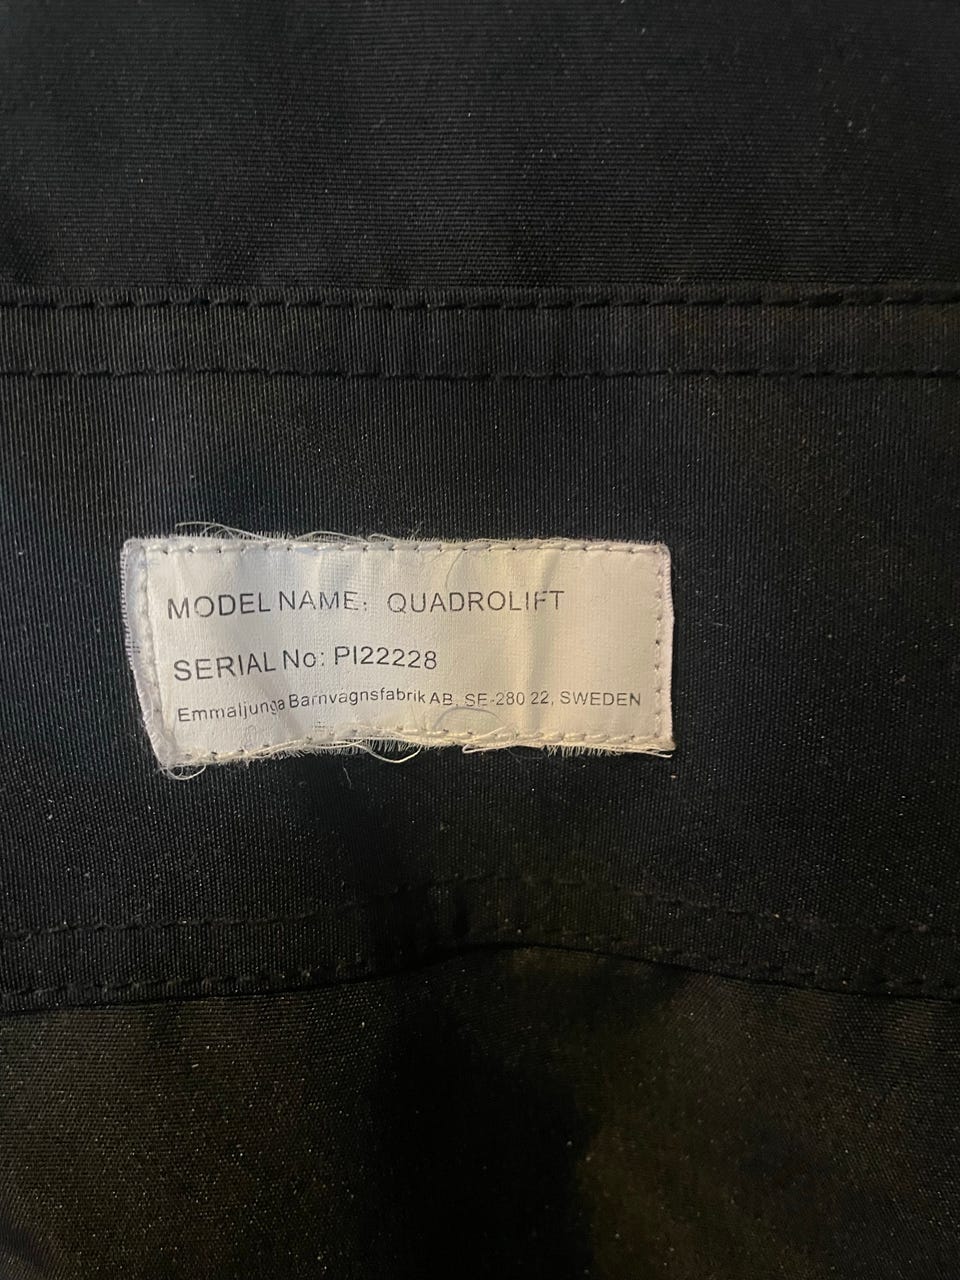 MODEL NAME: QUADROLIFT
SERIAL No: PI22228
Emmaljunga Barnvagnsfabrik AB, SE-280 22, SWEDEN